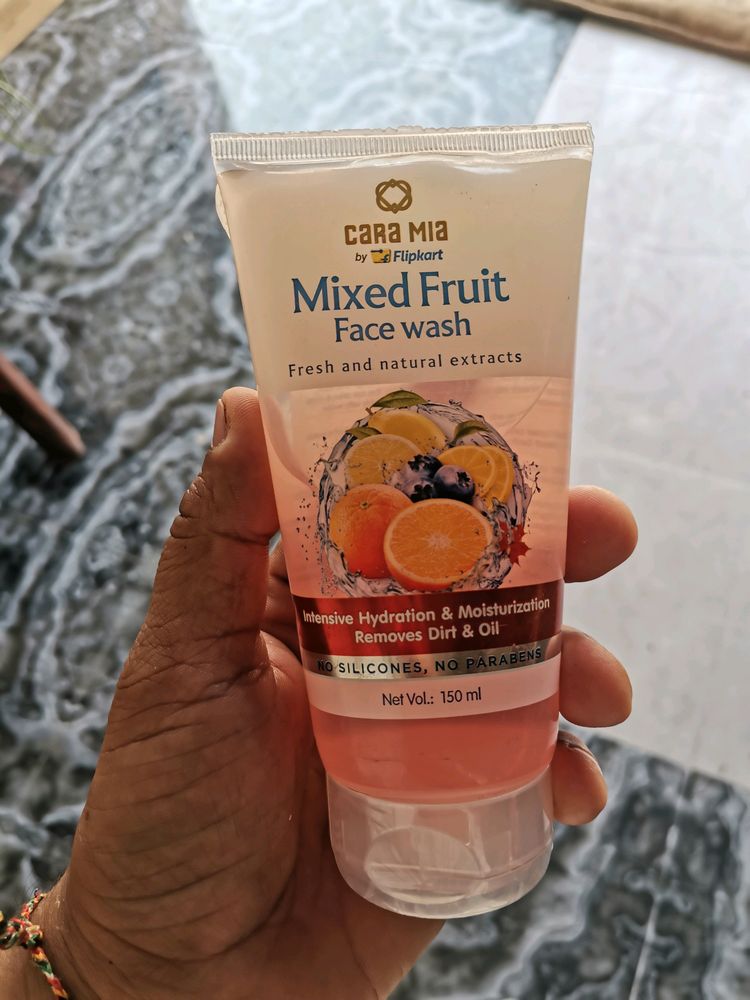 CARA MIA
by Flipkart
Mixed Fruit
Face wash
Fresh and natural extracts
Intensive Hydration & Moisturization
Removes Dirt & Oil
NO SILICONES, NO PARABENS
Net Vol.: 150 ml